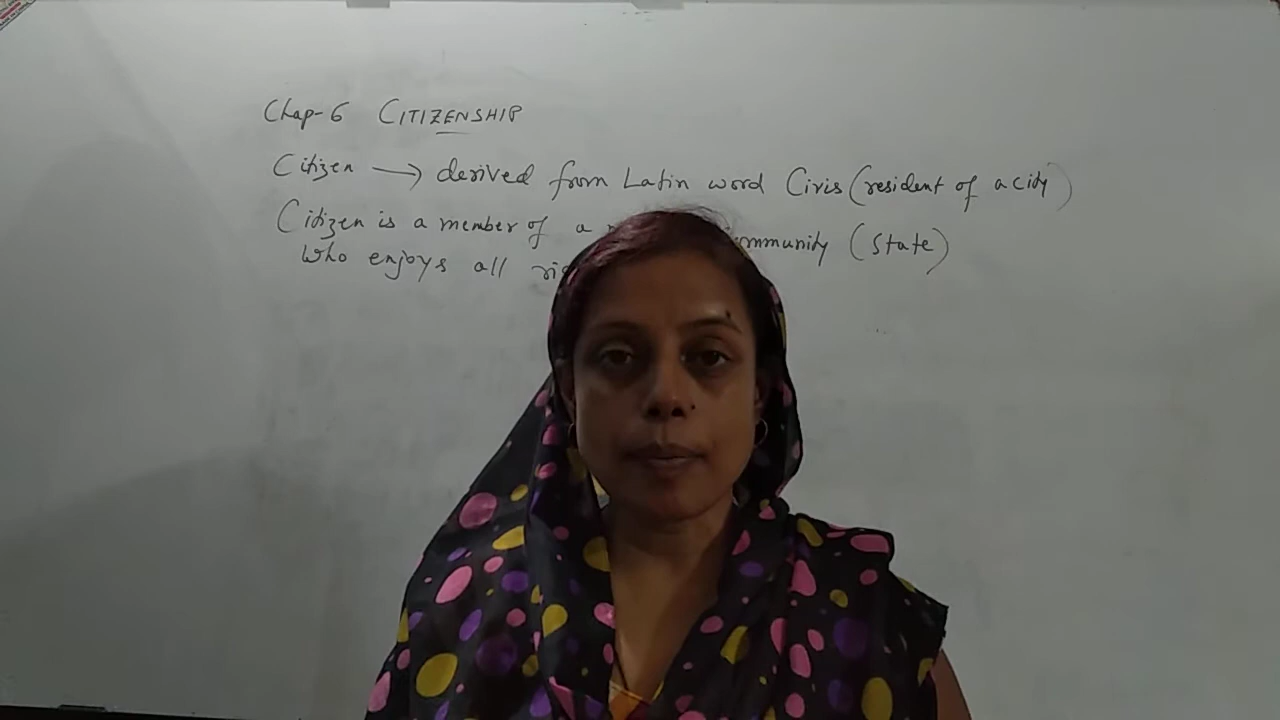 Chap-6 CITIZENSHIP
Citizen → derived from Latin word Civis (resident of a city)
Citizen is a member of a mmunity (State)
Who enjoys all